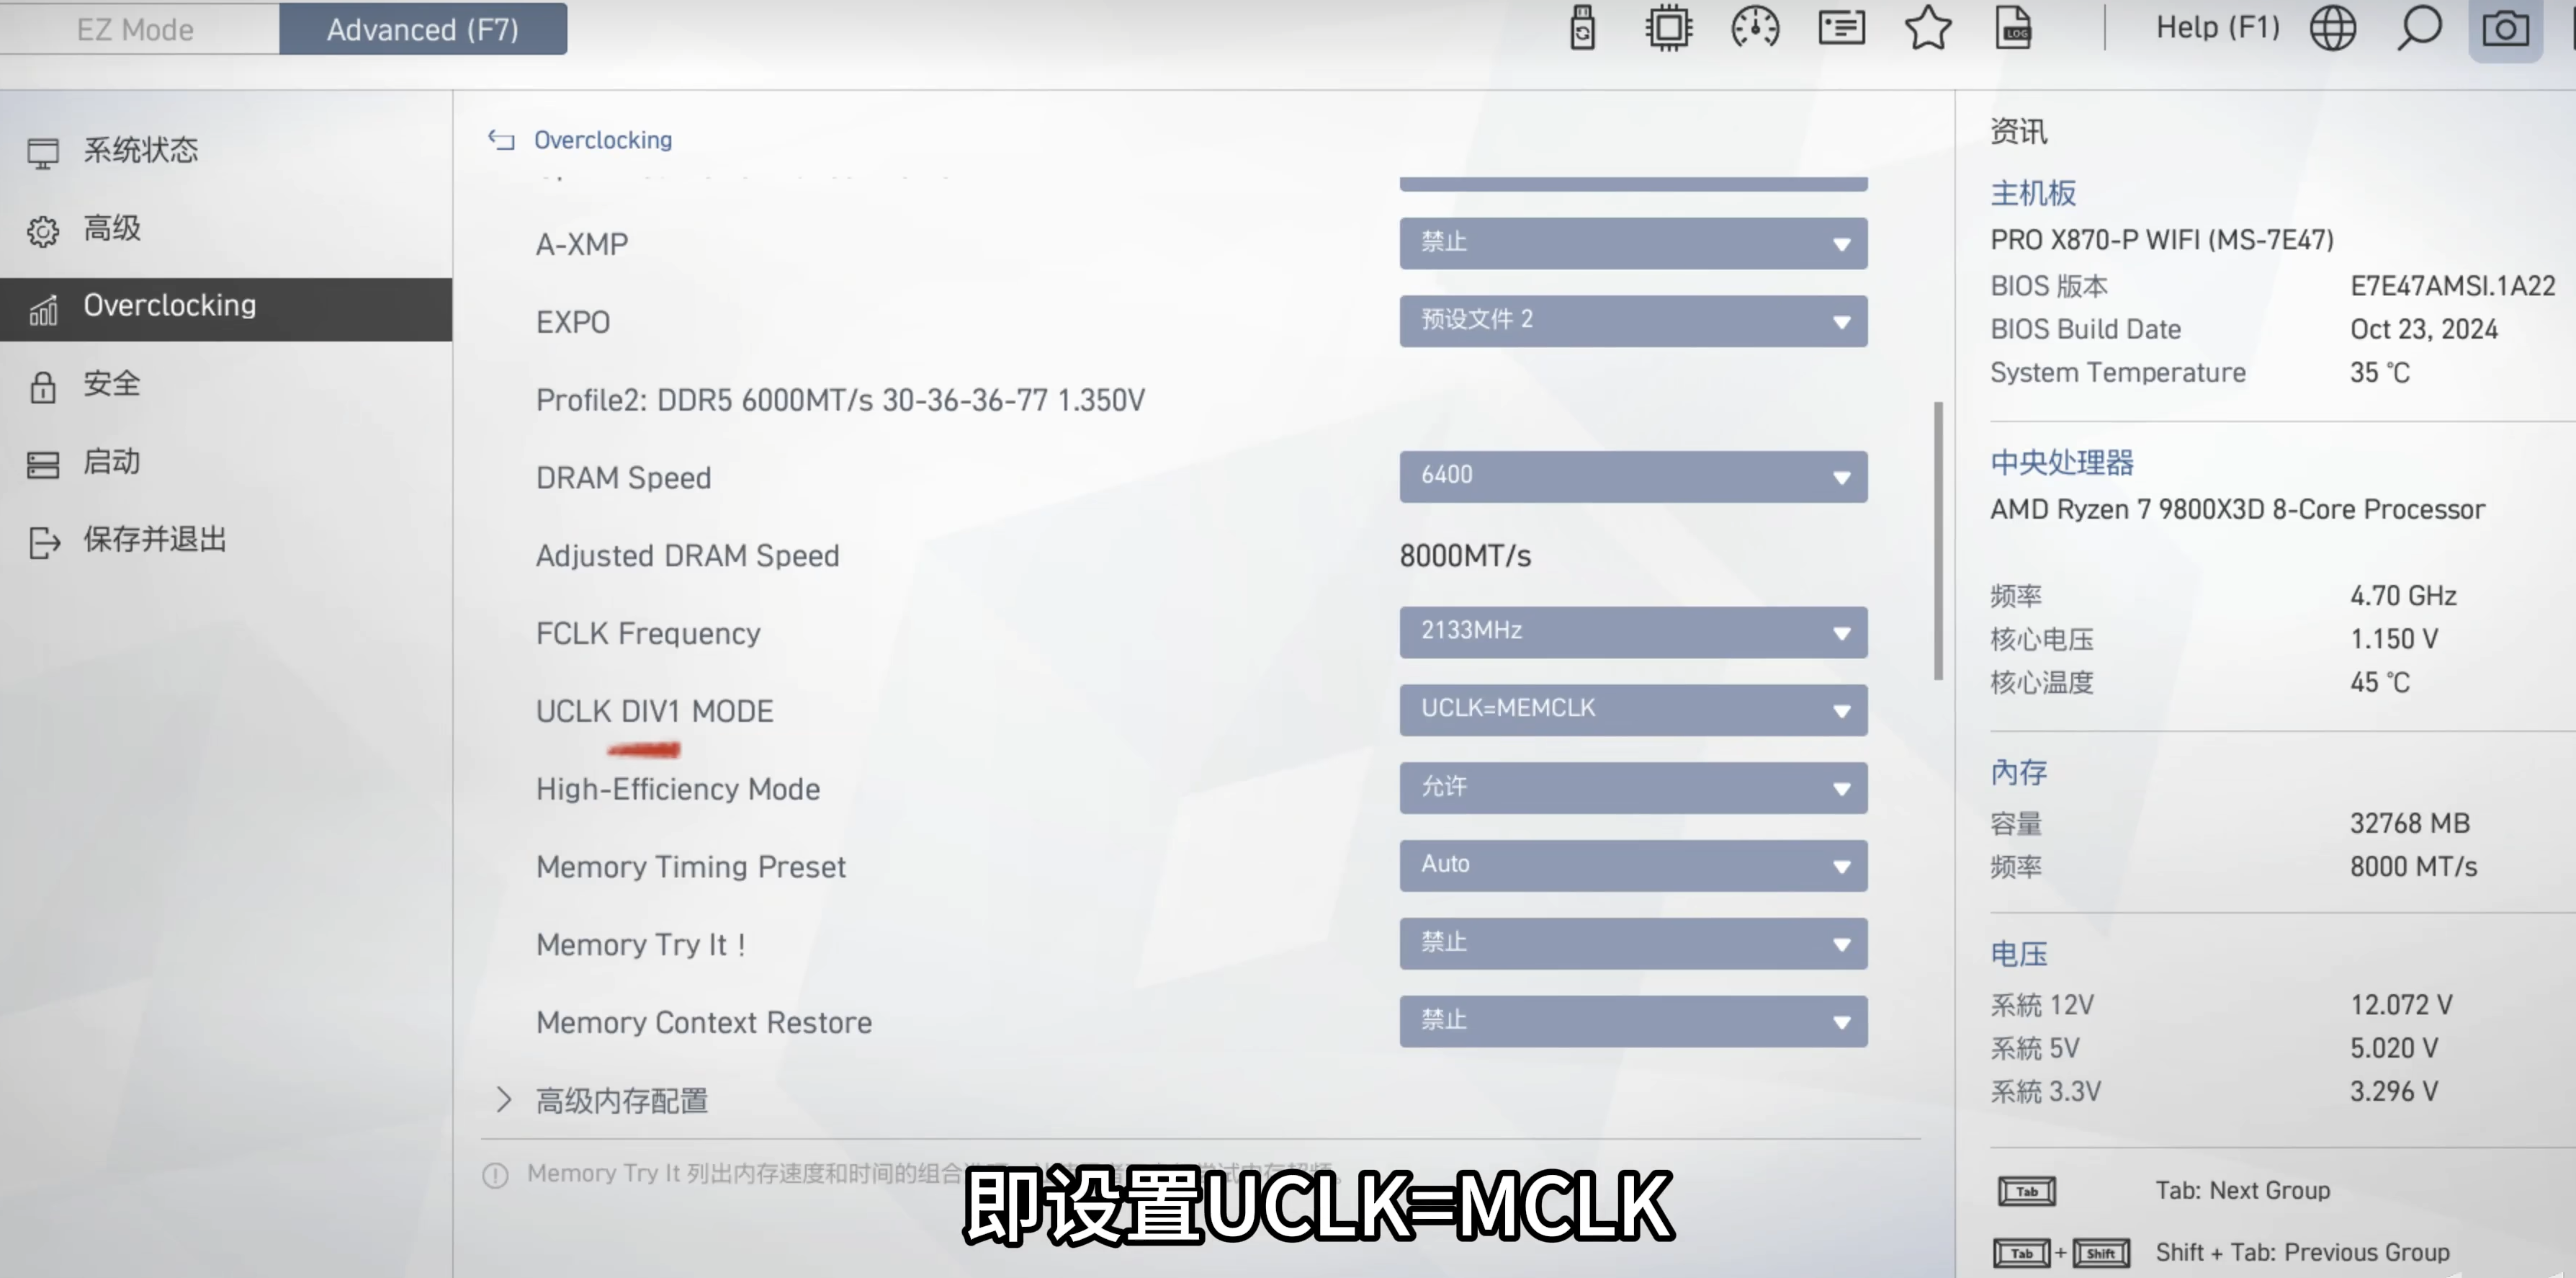 EZ Mode
Advanced (F7)
LOG
Help (F1)
系统状态
高级
Overclocking
安全
启动
保存并退出
Overclocking
A-XMP 禁止
EXPO 预设文件 2
Profile2: DDR5 6000MT/s 30-36-36-77 1.350V
DRAM Speed 6400
Adjusted DRAM Speed 8000MT/s
FCLK Frequency 2133MHz
UCLK DIV1 MODE UCLK=MEMCLK
High-Efficiency Mode 允许
Memory Timing Preset Auto
Memory Try It ! 禁止
Memory Context Restore 禁止
高级内存配置
Memory Try It 列出内存速度和时间的组合
即设置UCLK=MCLK
资讯
主机板
PRO X870-P WIFI (MS-7E47)
BIOS 版本 E7E47AMSI.1A22
BIOS Build Date Oct 23, 2024
System Temperature 35 ℃
中央处理器
AMD Ryzen 7 9800X3D 8-Core Processor
频率 4.70 GHz
核心电压 1.150 V
核心温度 45 ℃
內存
容量 32768 MB
频率 8000 MT/s
电压
系統 12V 12.072 V
系統 5V 5.020 V
系統 3.3V 3.296 V
Tab Tab: Next Group
Tab + Shift Shift + Tab: Previous Group